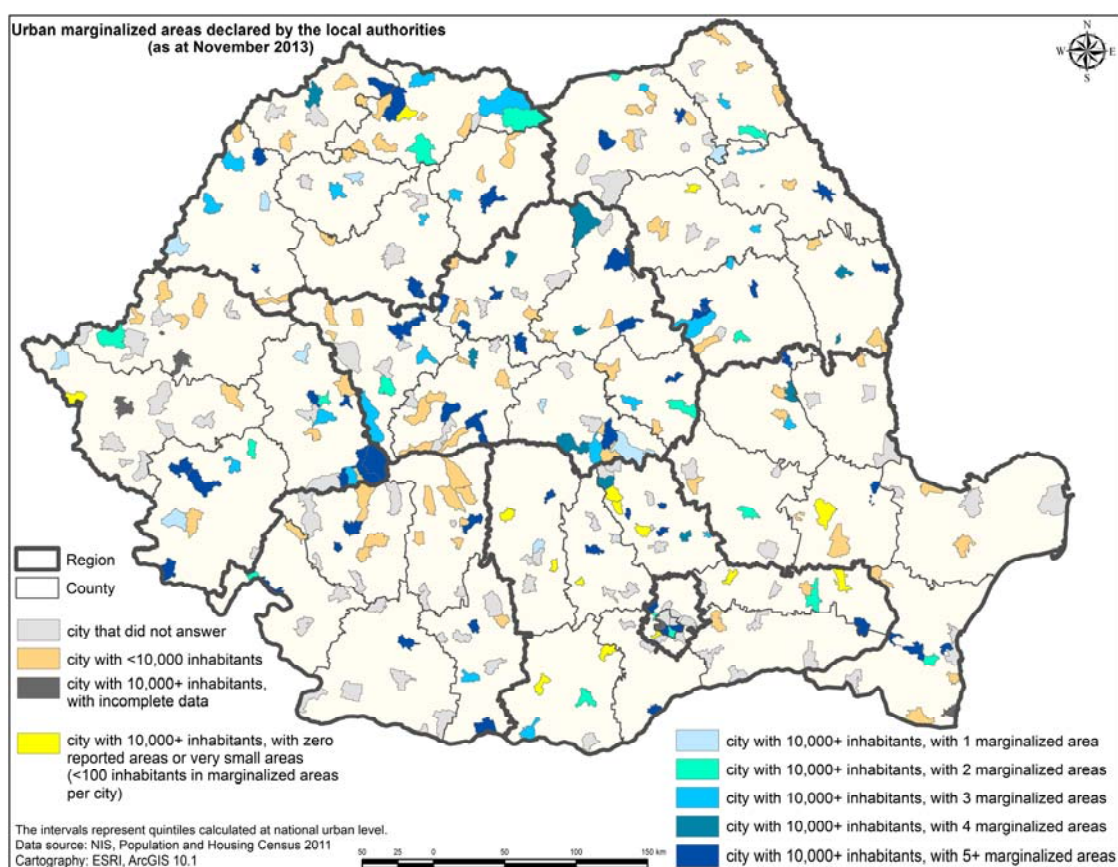 Urban marginalized areas declared by the local authorities
(as at November 2013)
N
W E
S
Region
County
city that did not answer
city with <10,000 inhabitants
city with 10,000+ inhabitants,
with incomplete data
city with 10,000+ inhabitants, with zero
reported areas or very small areas
(<100 inhabitants in marginalized areas
per city)
city with 10,000+ inhabitants, with 1 marginalized area
city with 10,000+ inhabitants, with 2 marginalized areas
city with 10,000+ inhabitants, with 3 marginalized areas
city with 10,000+ inhabitants, with 4 marginalized areas
city with 10,000+ inhabitants, with 5+ marginalized areas
The intervals represent quintiles calculated at national urban level.
Data source: NIS, Population and Housing Census 2011
Cartography: ESRI, ArcGIS 10.1
50 25 0 50 100 150 km